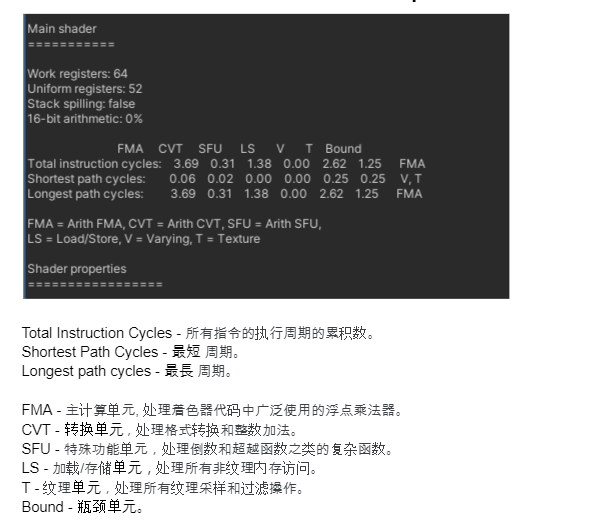 Main shader
===========
Work registers: 64
Uniform registers: 52
Stack spilling: false
16-bit arithmetic: 0%
FMA CVT SFU LS V T Bound
Total instruction cycles: 3.69 0.31 1.38 0.00 2.62 1.25 FMA
Shortest path cycles: 0.06 0.02 0.00 0.00 0.25 0.25 V, T
Longest path cycles: 3.69 0.31 1.38 0.00 2.62 1.25 FMA
FMA = Arith FMA, CVT = Arith CVT, SFU = Arith SFU,
LS = Load/Store, V = Varying, T = Texture
Shader properties
=================
Total Instruction Cycles - 所有指令的执行周期的累积数。
Shortest Path Cycles - 最短 周期。
Longest path cycles - 最長 周期。
FMA - 主计算单元, 处理着色器代码中广泛使用的浮点乘法器。
CVT - 转换单元，处理格式转换和整数加法。
SFU - 特殊功能单元，处理倒数和超越函数之类的复杂函数。
LS - 加载/存储单元，处理所有非纹理内存访问。
T - 纹理单元，处理所有纹理采样和过滤操作。
Bound - 瓶颈单元。